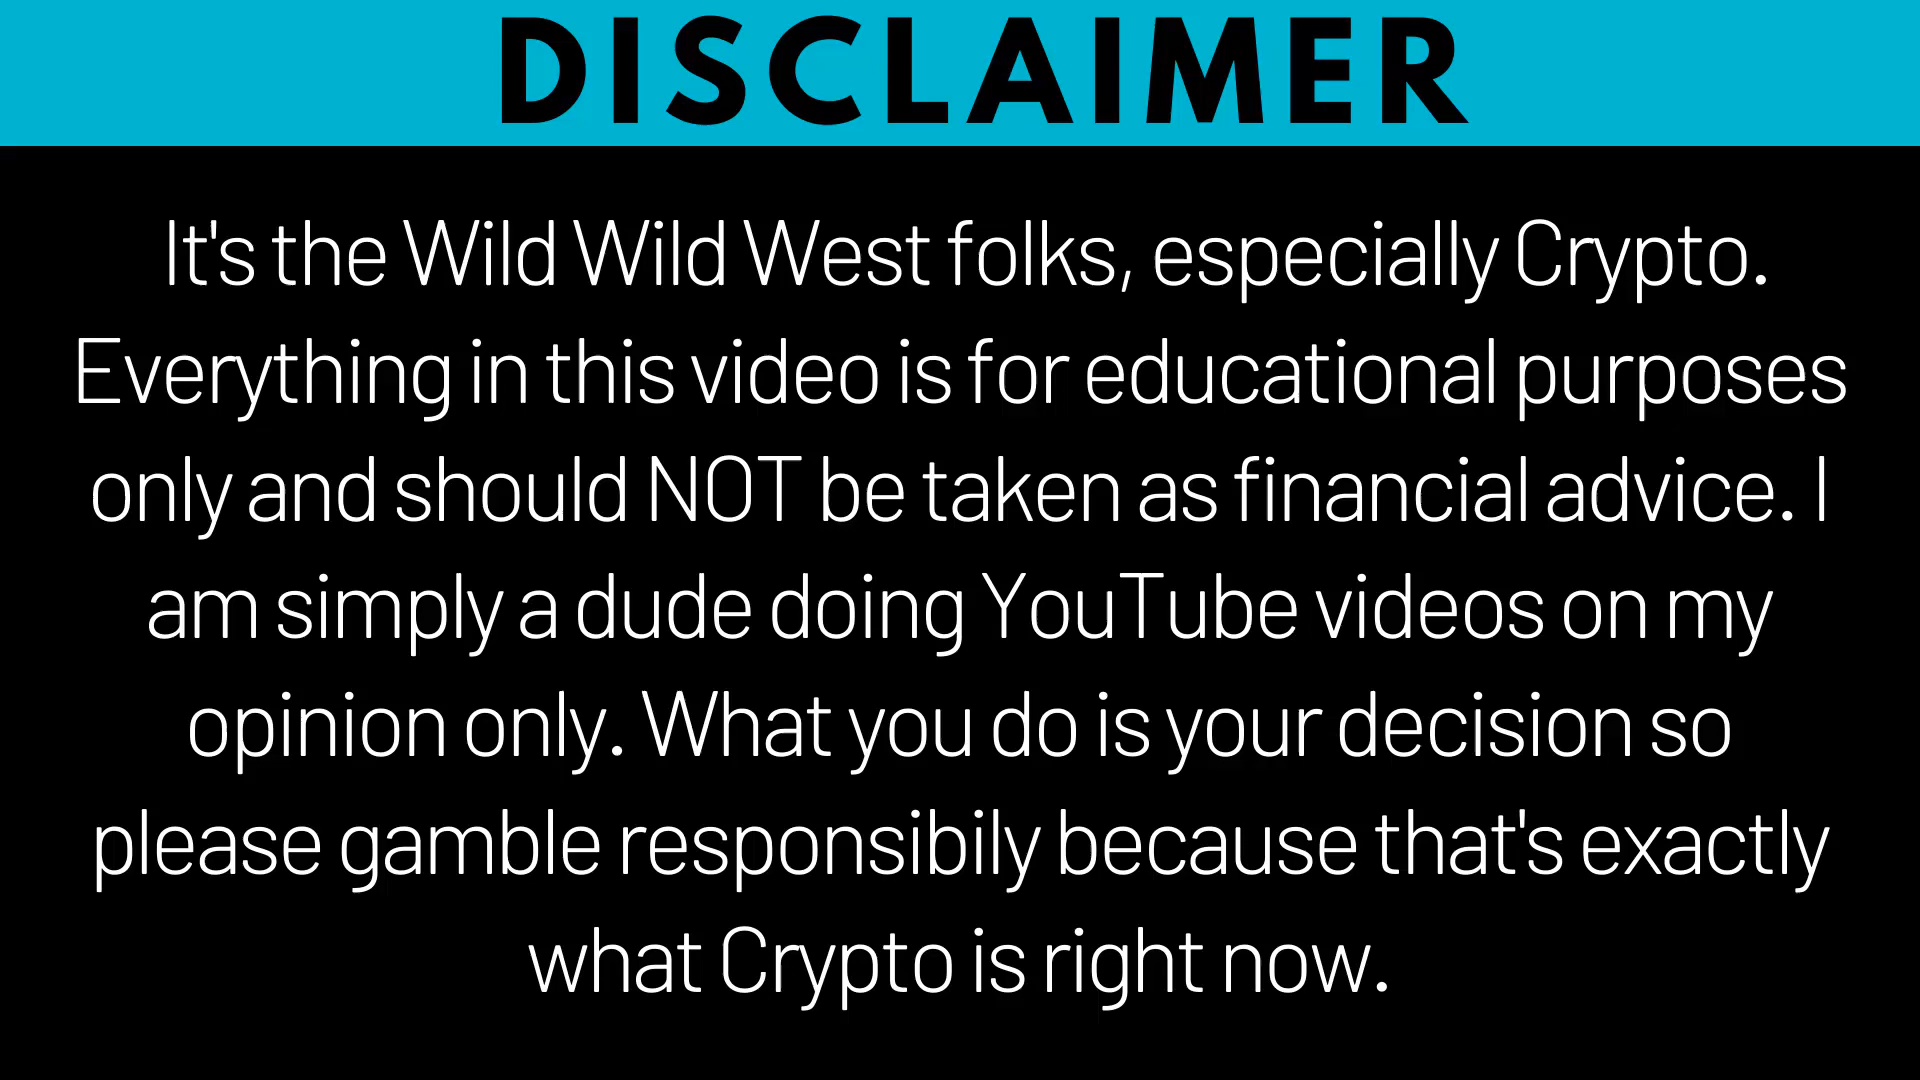 DISCLAIMER
It's the Wild Wild West folks, especially Crypto.
Everything in this video is for educational purposes
only and should NOT be taken as financial advice. I
am simply a dude doing YouTube videos on my
opinion only. What you do is your decision so
please gamble responsibily because that's exactly
what Crypto is right now.